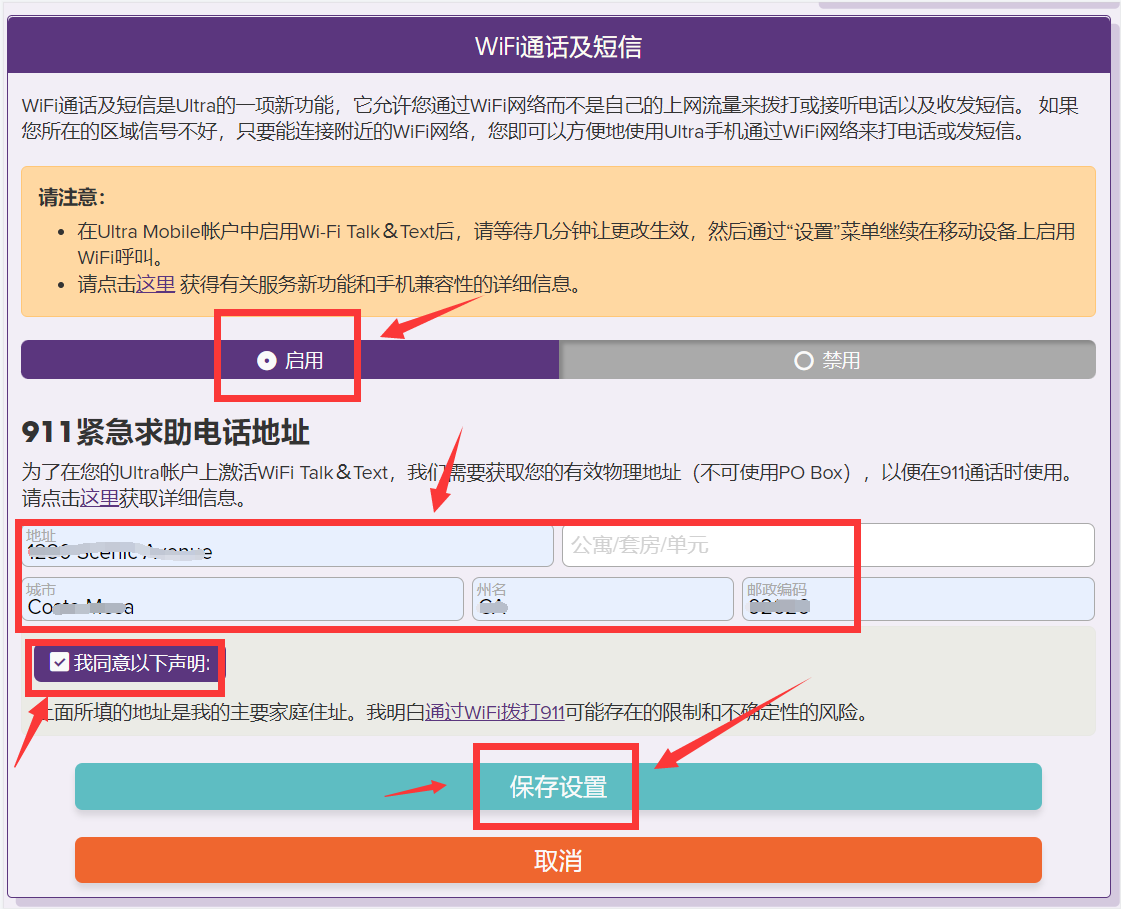 WiFi通话及短信
WiFi通话及短信是Ultra的一项新功能，它允许您通过WiFi网络而不是自己的上网流量来拨打或接听电话以及收发短信。 如果
您所在的区域信号不好，只要能连接附近的WiFi网络，您即可以方便地使用Ultra手机通过WiFi网络来打电话或发短信。
请注意：
• 在Ultra Mobile帐户中启用Wi-Fi Talk＆Text后，请等待几分钟让更改生效，然后通过“设置”菜单继续在移动设备上启用
WiFi呼叫。
• 请点击这里 获得有关服务新功能和手机兼容性的详细信息。
启用
禁用
911紧急求助电话地址
为了在您的Ultra帐户上激活WiFi Talk＆Text，我们需要获取您的有效物理地址（不可使用PO Box），以便在911通话时使用。
请点击这里获取详细信息。
地址
公寓/套房/单元
城市
州名
邮政编码
我同意以下声明:
上面所填的地址是我的主要家庭住址。我明白通过WiFi拨打911可能存在的限制和不确定性的风险。
保存设置
取消